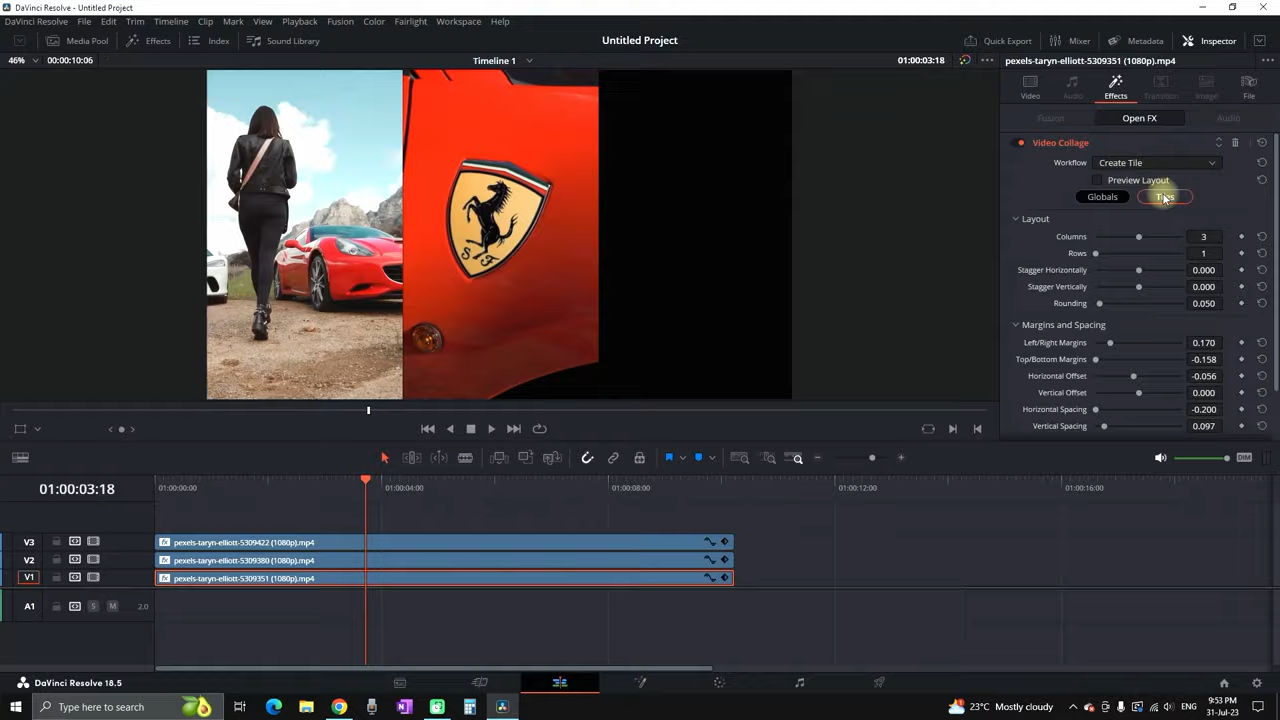 DaVinci Resolve - Untitled Project
DaVinci Resolve File Edit Trim Timeline Clip Mark View Playback Fusion Color Fairlight Workspace Help
Media Pool Effects Index Sound Library Untitled Project Quick Export Mixer Metadata Inspector
46% 00:00:10:06 Timeline 1 01:00:03:18 pexels-taryn-elliott-5309351 (1080p).mp4
Video Audio Effects Transition Image File
Fusion Open FX Audio
Video Collage
Workflow Create Tile
Preview Layout
Globals
Layout
Columns 3
Rows 1
Stagger Horizontally 0.000
Stagger Vertically 0.000
Rounding 0.050
Margins and Spacing
Left/Right Margins 0.170
Top/Bottom Margins -0.158
Horizontal Offset -0.056
Vertical Offset 0.000
Horizontal Spacing -0.200
Vertical Spacing 0.097
S F
DIM
01:00:03:18 01:00:00:00 01:00:04:00 01:00:08:00 01:00:12:00 01:00:16:00
V3 pexels-taryn-elliott-5309422 (1080p).mp4
V2 pexels-taryn-elliott-5309380 (1080p).mp4
V1 pexels-taryn-elliott-5309351 (1080p).mp4
A1 S M 2.0
DaVinci Resolve 18.5
Type here to search 23°C Mostly cloudy ENG 9:53 PM
31-Jul-23